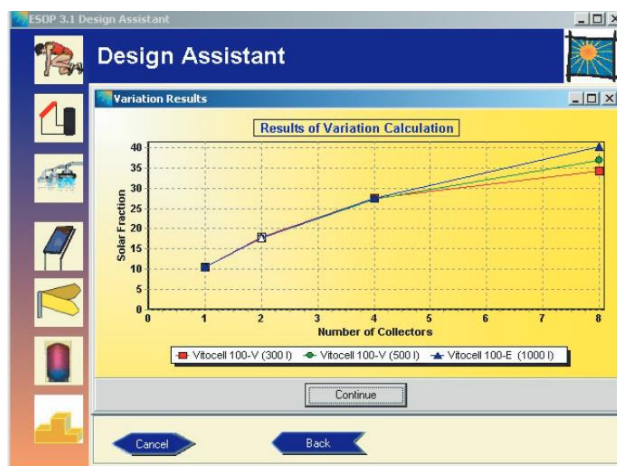 ESOP 3.1 Design Assistant
Design Assistant
Variation Results
Results of Variation Calculation
40
35
30
25
20
15
10
5
0
Solar Fraction
0 1 2 3 4 5 6 7 8
Number of Collectors
Vitocell 100-V (300 l) Vitocell 100-V (500 l) Vitocell 100-E (1000 l)
Continue
Cancel Back